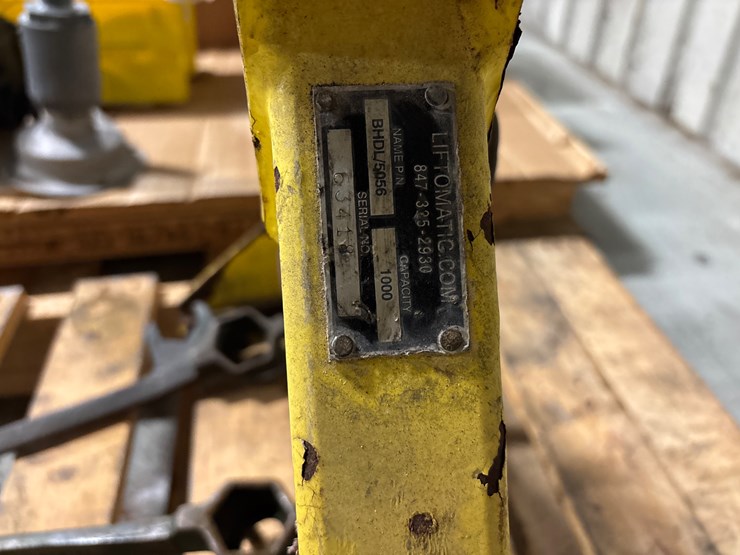 LIFTOMATIC.COM
847-325-2930
NAME P/N CAPACITY
BHDL/5056 1000
SERIAL NO.